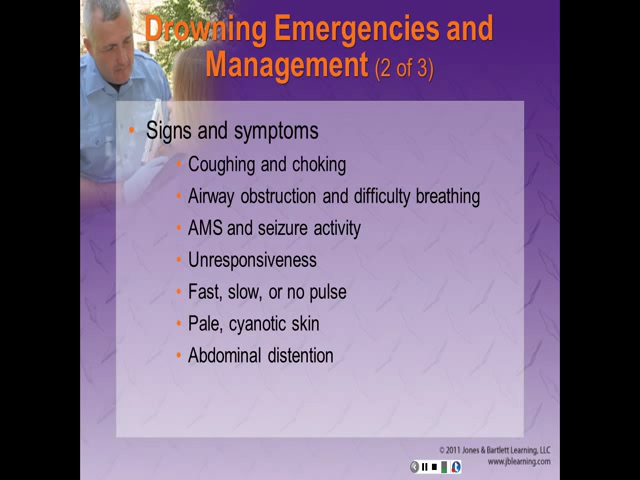 Drowning Emergencies and
Management (2 of 3)
• Signs and symptoms
• Coughing and choking
• Airway obstruction and difficulty breathing
• AMS and seizure activity
• Unresponsiveness
• Fast, slow, or no pulse
• Pale, cyanotic skin
• Abdominal distention
© 2011 Jones & Bartlett Learning, LLC
www.jblearning.com